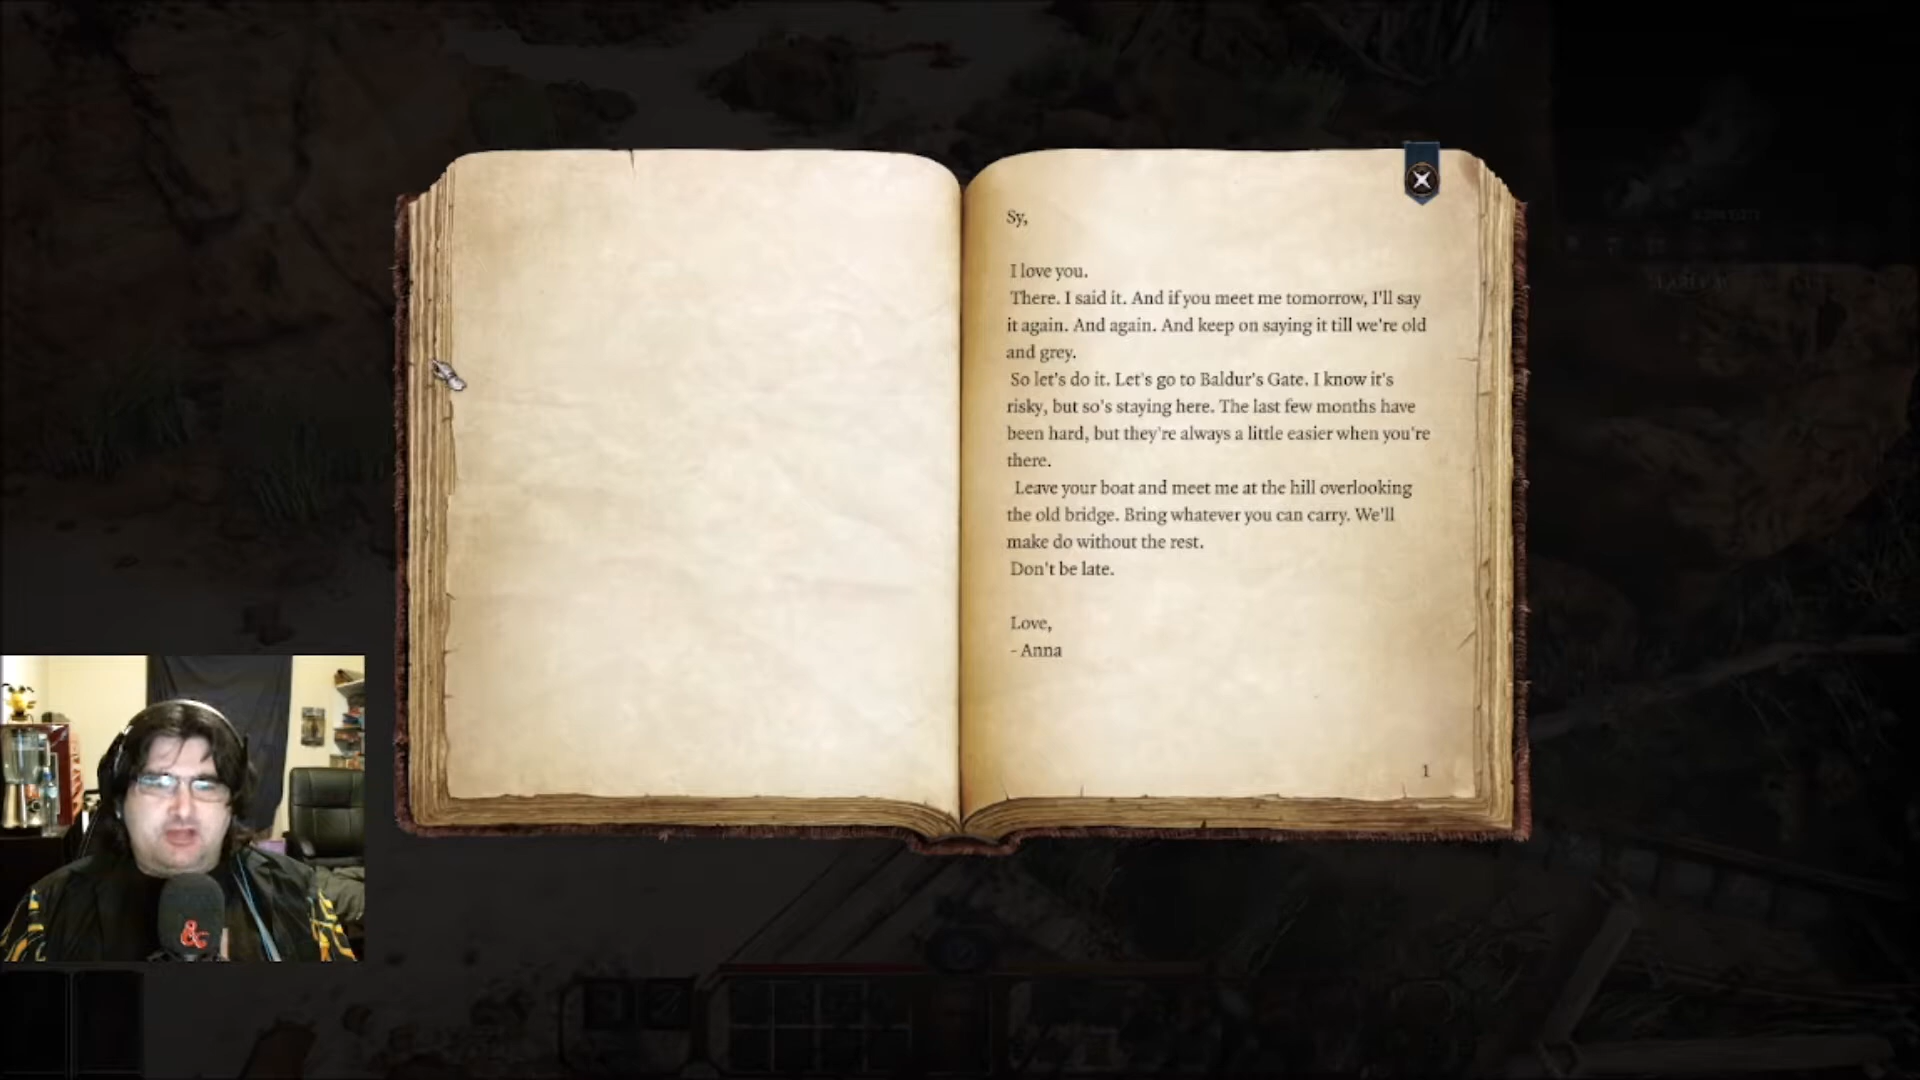 Sy,
I love you.
There. I said it. And if you meet me tomorrow, I'll say
it again. And again. And keep on saying it till we're old
and grey.
So let's do it. Let's go to Baldur's Gate. I know it's
risky, but so's staying here. The last few months have
been hard, but they're always a little easier when you're
there.
Leave your boat and meet me at the hill overlooking
the old bridge. Bring whatever you can carry. We'll
make do without the rest.
Don't be late.
Love,
- Anna
1